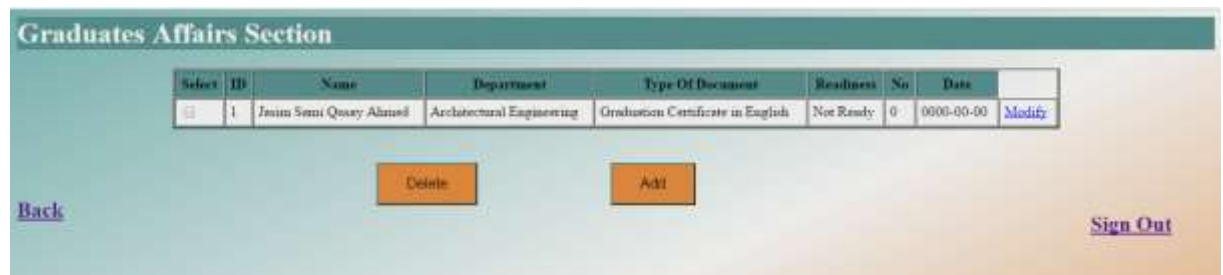 Graduates Affairs Section
Select ID Name Department Type Of Document Readiness No Date
1 Jasim Sami Qusay Ahmed Architectural Engineering Graduation Certificate in English Not Ready 0 0000-00-00 Modify
Delete Add
Back
Sign Out